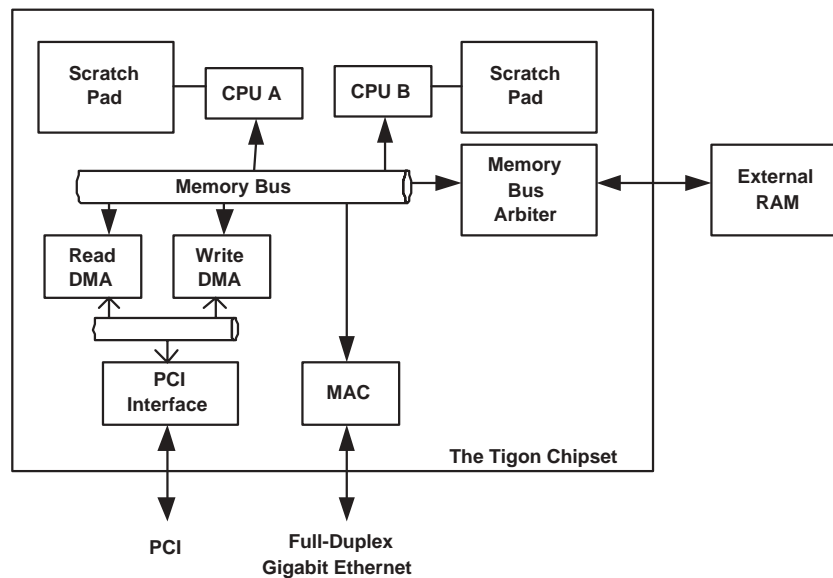 Scratch
Pad
CPU A
CPU B
Scratch
Pad
Memory Bus
Memory
Bus
Arbiter
External
RAM
Read
DMA
Write
DMA
PCI
Interface
MAC
The Tigon Chipset
PCI
Full-Duplex
Gigabit Ethernet